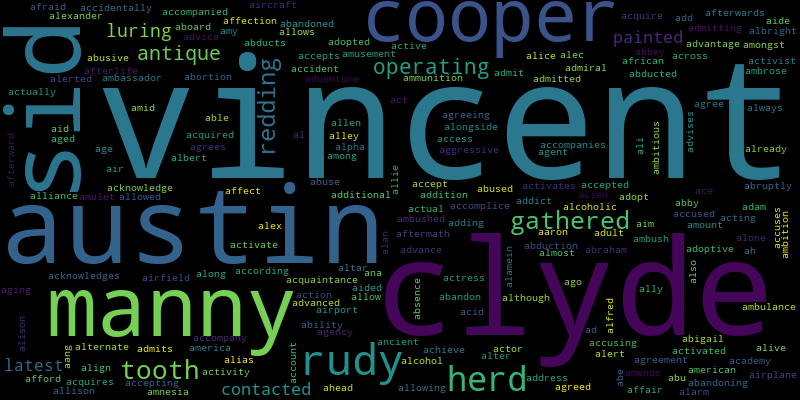 afraid accidentally accompanied affection abandoned aircraft acquire add afterwards aide
alexander luring aboard advice amy allows adopted active cooper painted admitting albright
abusive antique abducts amusement alice alec abbey advantage amongst
sid alerted afterlife ambassador abortion redding accepts accident operating admit admiral african across activist
actually adventure ammunition admitted abducted ambrose
vincent
amid able act agreeing agree always
afterward aid acquired allen alley al alongside ali ambitious advises
aged age agrees alpha access accompanies already
air albert among aggressive agent
alliance acknowledge affect abuse allie accept abused activates accepted ace abruptly
amulet allowed additional addition addict alien adopt abby adam
austin alex actual accomplice alcoholic gathered accused acting accuses ambition
activate alan ambushed adding aaron adult aim amount alone
aftermath advance abduction almost ambush adoptive ah
acknowledges airfield along according altar ana actress alamein abraham also
aging acquaintance aided absence abandon ago ally clyde
manny action allow although ambulance
alison advanced airport acid alfred
accompany ability agency ancient ad accusing abigail
alternate america rudy achieve actor alert activated alive
latest aang admits alias account alcohol alter agreement academy
align tooth activity herd address abe amends american airplane
afford acquires accepting contacted ahead allowing agreed affair abu abandoning
allison amnesia alarm